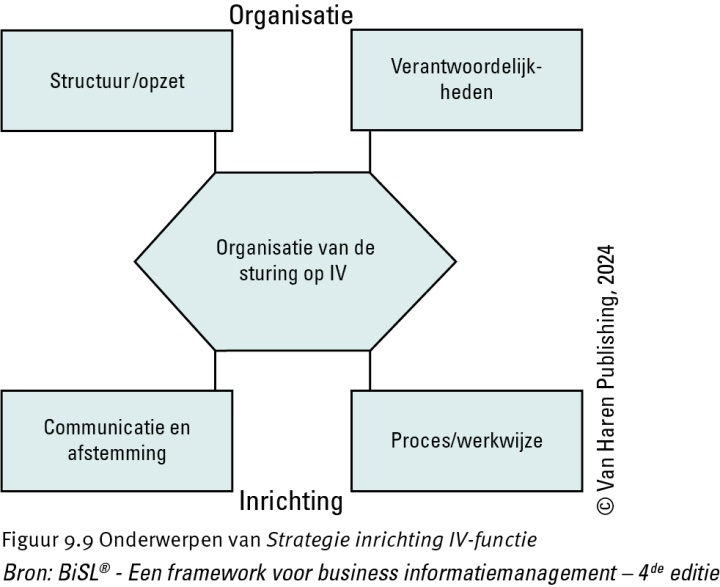 Organisatie
Structuur/opzet
Verantwoordelijk-
heden
Organisatie van de
sturing op IV
Communicatie en
afstemming
Proces/werkwijze
Inrichting
© Van Haren Publishing, 2024
Figuur 9.9 Onderwerpen van Strategie inrichting IV-functie
Bron: BiSL® - Een framework voor business informatiemanagement – 4de editie